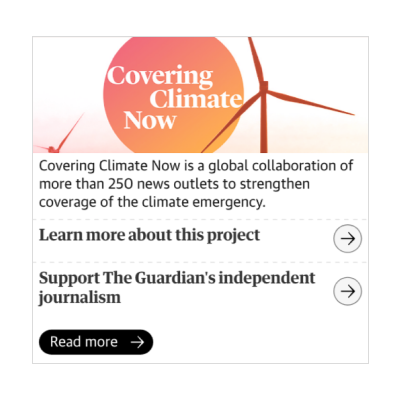 Covering
Climate
Now
Covering Climate Now is a global collaboration of
more than 250 news outlets to strengthen
coverage of the climate emergency.
Learn more about this project
Support The Guardian's independent
journalism
Read more